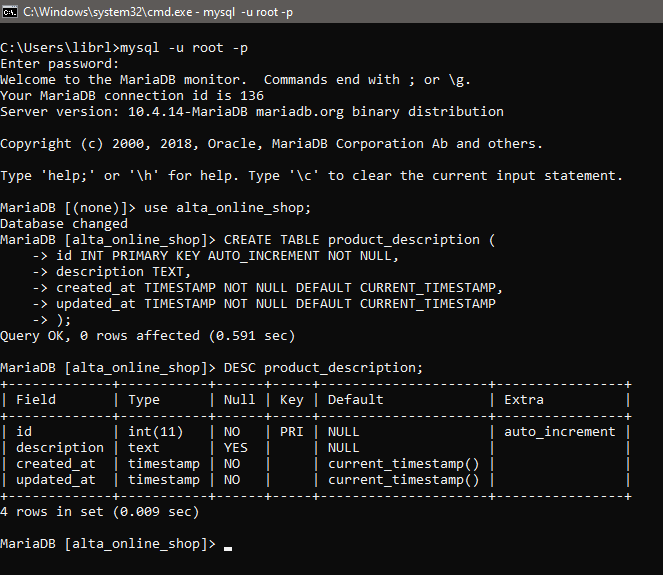 C:\Windows\system32\cmd.exe - mysql -u root -p
C:\Users\librl>mysql -u root -p
Enter password:
Welcome to the MariaDB monitor.  Commands end with ; or \g.
Your MariaDB connection id is 136
Server version: 10.4.14-MariaDB mariadb.org binary distribution

Copyright (c) 2000, 2018, Oracle, MariaDB Corporation Ab and others.

Type 'help;' or '\h' for help. Type '\c' to clear the current input statement.

MariaDB [(none)]> use alta_online_shop;
Database changed
MariaDB [alta_online_shop]> CREATE TABLE product_description (
    -> id INT PRIMARY KEY AUTO_INCREMENT NOT NULL,
    -> description TEXT,
    -> created_at TIMESTAMP NOT NULL DEFAULT CURRENT_TIMESTAMP,
    -> updated_at TIMESTAMP NOT NULL DEFAULT CURRENT_TIMESTAMP
    -> );
Query OK, 0 rows affected (0.591 sec)

MariaDB [alta_online_shop]> DESC product_description;
+-------------+-----------+------+-----+---------------------+----------------+
| Field       | Type      | Null | Key | Default             | Extra          |
+-------------+-----------+------+-----+---------------------+----------------+
| id          | int(11)   | NO   | PRI | NULL                | auto_increment |
| description | text      | YES  |     | NULL                |                |
| created_at  | timestamp | NO   |     | current_timestamp() |                |
| updated_at  | timestamp | NO   |     | current_timestamp() |                |
+-------------+-----------+------+-----+---------------------+----------------+
4 rows in set (0.009 sec)

MariaDB [alta_online_shop]> _